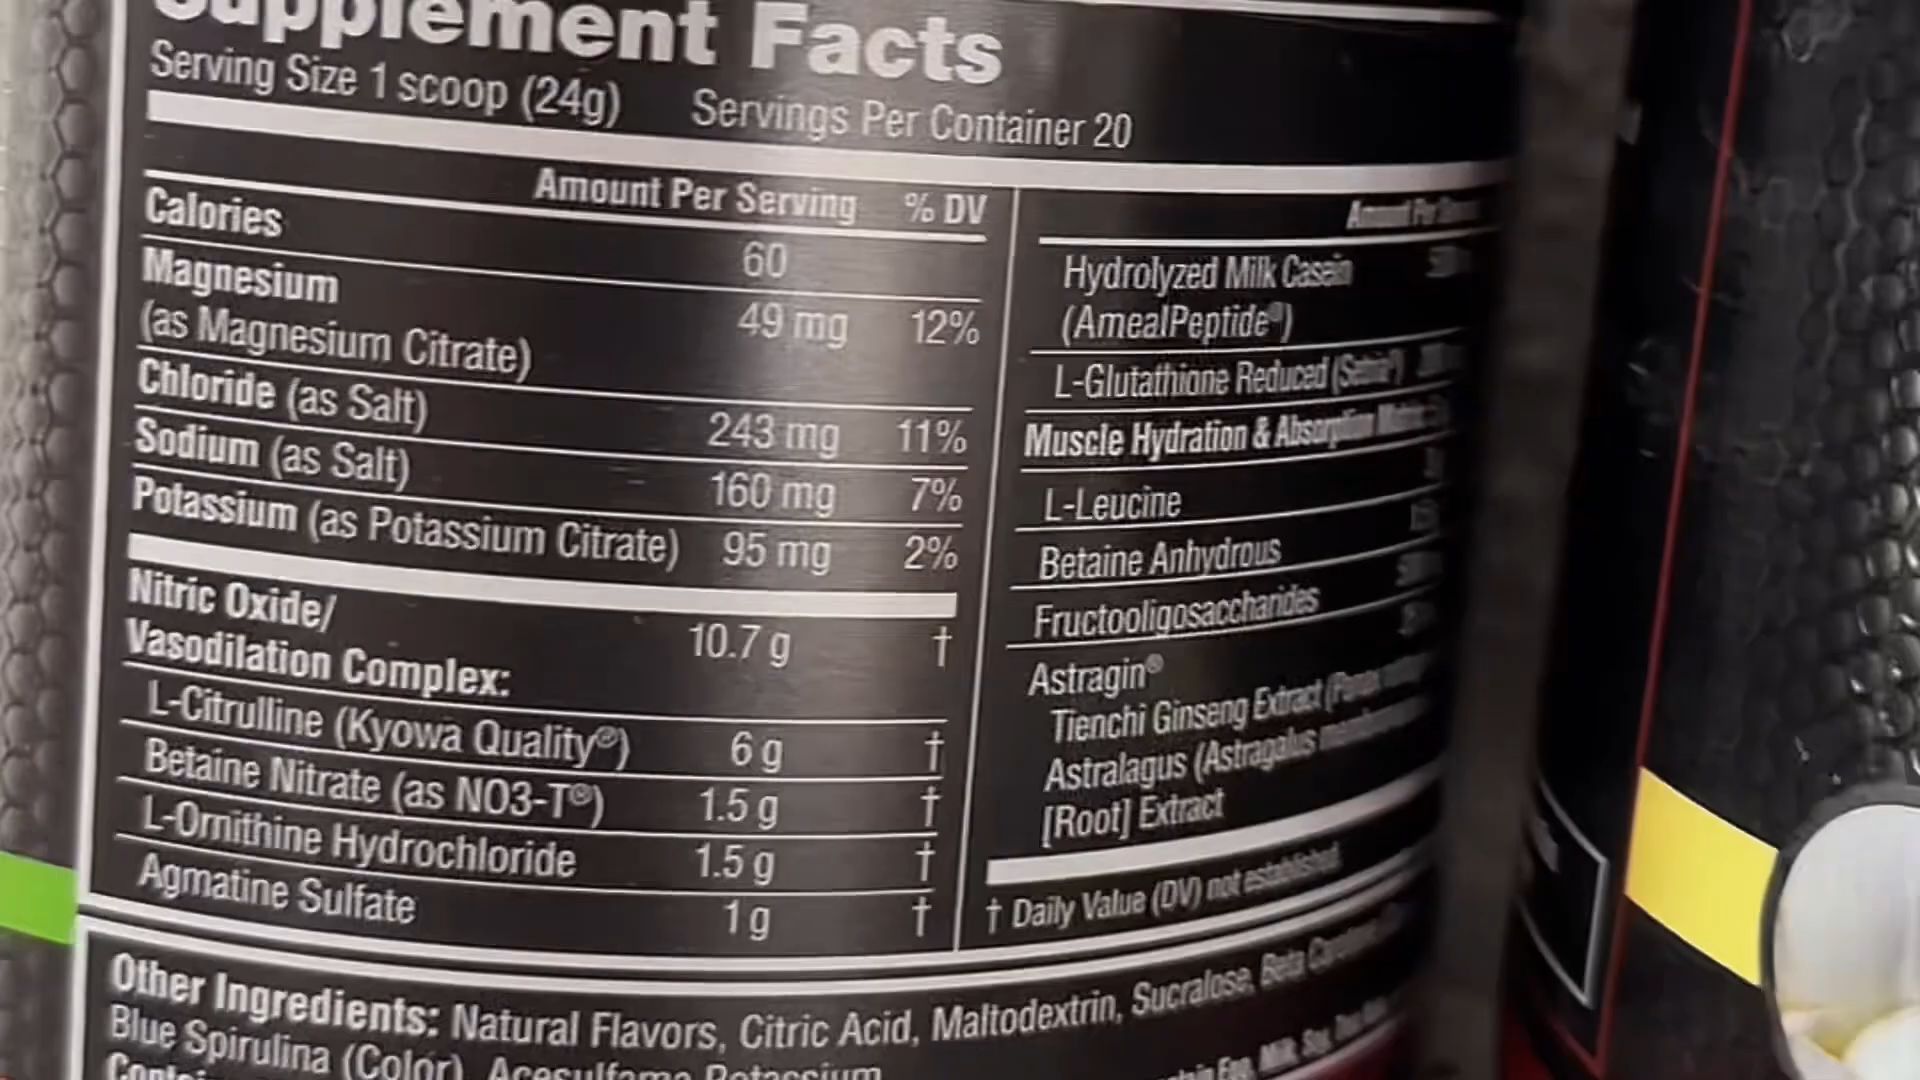 Supplement Facts
Serving Size 1 scoop (24g) Servings Per Container 20
Amount Per Serving % DV
Calories 60
Magnesium 49 mg 12%
(as Magnesium Citrate)
Chloride (as Salt) 243 mg 11%
Sodium (as Salt) 160 mg 7%
Potassium (as Potassium Citrate) 95 mg 2%
Nitric Oxide/
Vasodilation Complex: 10.7 g †
L-Citrulline (Kyowa Quality®) 6 g †
Betaine Nitrate (as NO3-T®) 1.5 g †
L-Ornithine Hydrochloride 1.5 g †
Agmatine Sulfate 1 g †
Amount Per
Hydrolyzed Milk Casein
(AmealPeptide®)
L-Glutathione Reduced (Setria®)
Muscle Hydration & Absorption
L-Leucine
Betaine Anhydrous
Fructooligosaccharides
Astragin®
Tienchi Ginseng Extract
Astralagus (Astragalus
[Root] Extract
† Daily Value (DV) not established.
Other Ingredients: Natural Flavors, Citric Acid, Maltodextrin, Sucralose, Beta
Blue Spirulina (Color), Acesulfame Potassium
Egg, Milk, Soy,